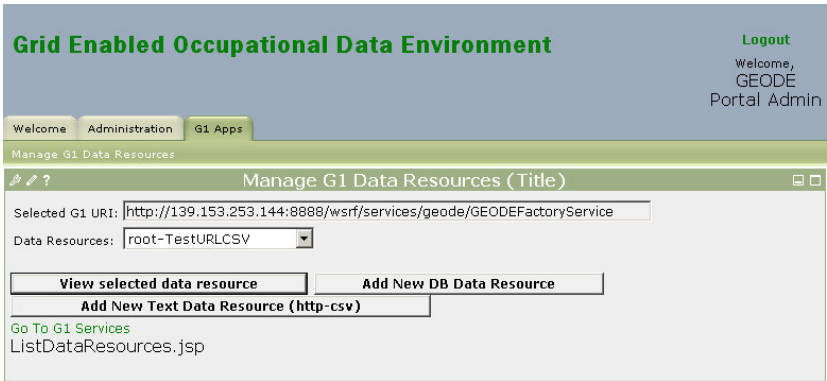 Grid Enabled Occupational Data Environment
Logout
Welcome,
GEODE
Portal Admin
Welcome Administration G1 Apps
Manage G1 Data Resources
? Manage G1 Data Resources (Title)
Selected G1 URI: http://139.153.253.144:8888/wsrf/services/geode/GEODEFactoryService
Data Resources: root-TestURLCSV
View selected data resource Add New DB Data Resource
Add New Text Data Resource (http-csv)
Go To G1 Services
ListDataResources.jsp